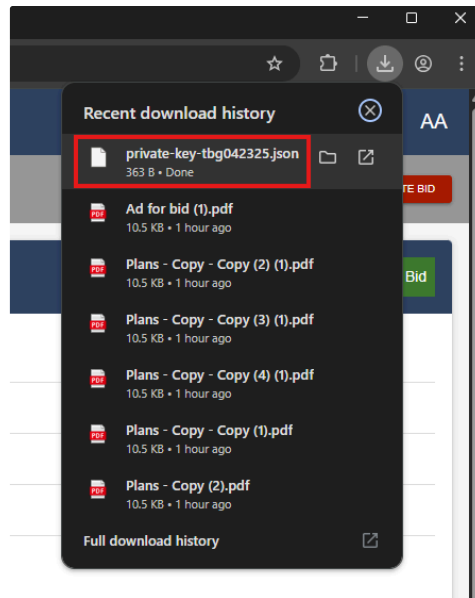 Recent download history
AA
private-key-tbg042325.json
363 B • Done
TE BID
Ad for bid (1).pdf
10.5 KB • 1 hour ago
Plans - Copy - Copy (2) (1).pdf
10.5 KB • 1 hour ago
Bid
Plans - Copy - Copy (3) (1).pdf
10.5 KB • 1 hour ago
Plans - Copy - Copy (4) (1).pdf
10.5 KB • 1 hour ago
Plans - Copy - Copy (1).pdf
10.5 KB • 1 hour ago
Plans - Copy (2).pdf
10.5 KB • 1 hour ago
Full download history